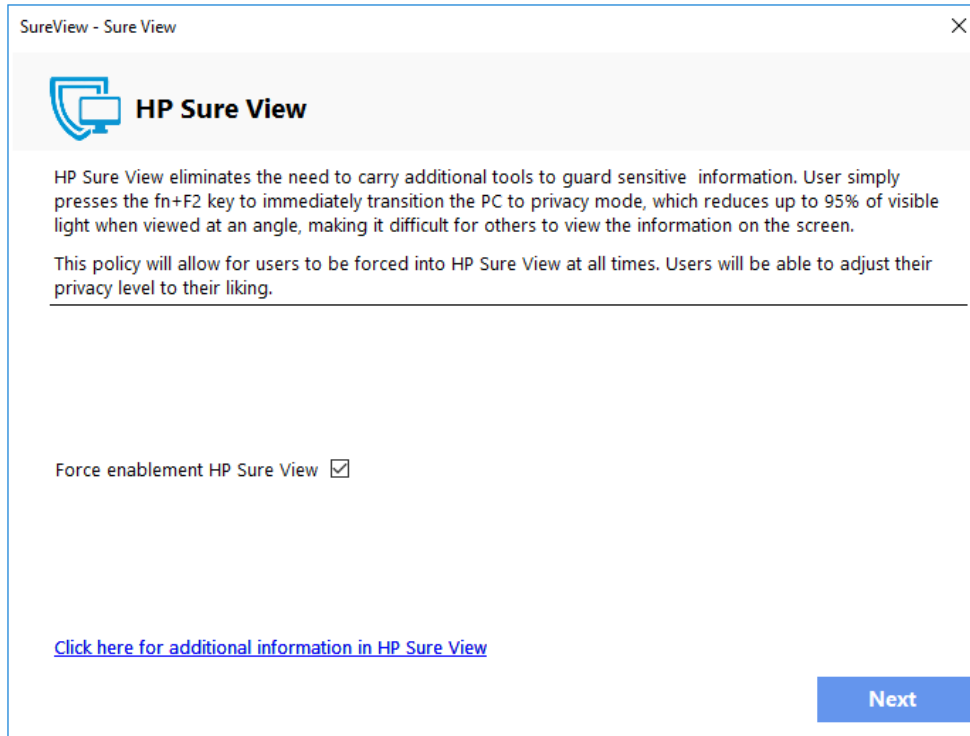 SureView - Sure View
HP Sure View
HP Sure View eliminates the need to carry additional tools to guard sensitive  information. User simply
presses the fn+F2 key to immediately transition the PC to privacy mode, which reduces up to 95% of visible
light when viewed at an angle, making it difficult for others to view the information on the screen.
This policy will allow for users to be forced into HP Sure View at all times. Users will be able to adjust their
privacy level to their liking.
Force enablement HP Sure View
Click here for additional information in HP Sure View
Next